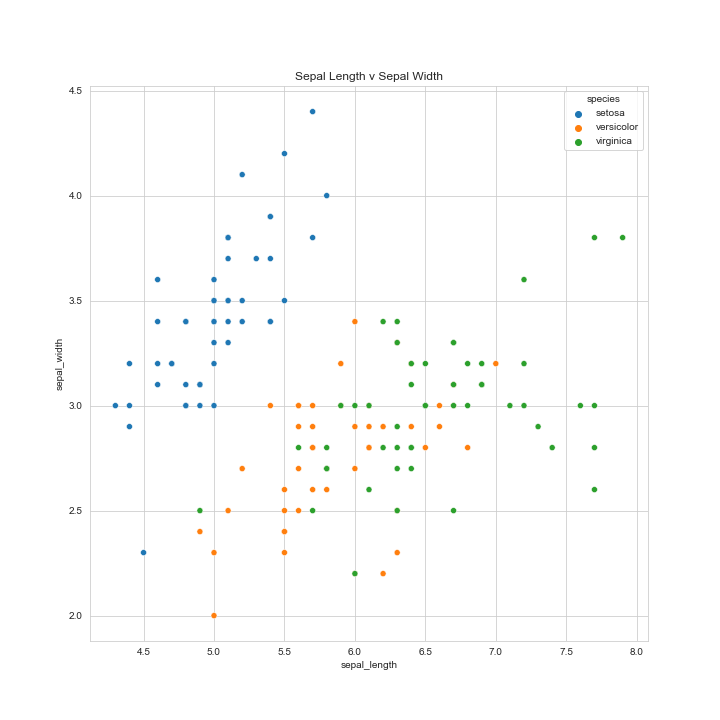 Sepal Length v Sepal Width
species
setosa
versicolor
virginica
sepal_width
4.5
4.0
3.5
3.0
2.5
2.0
4.5 5.0 5.5 6.0 6.5 7.0 7.5 8.0
sepal_length